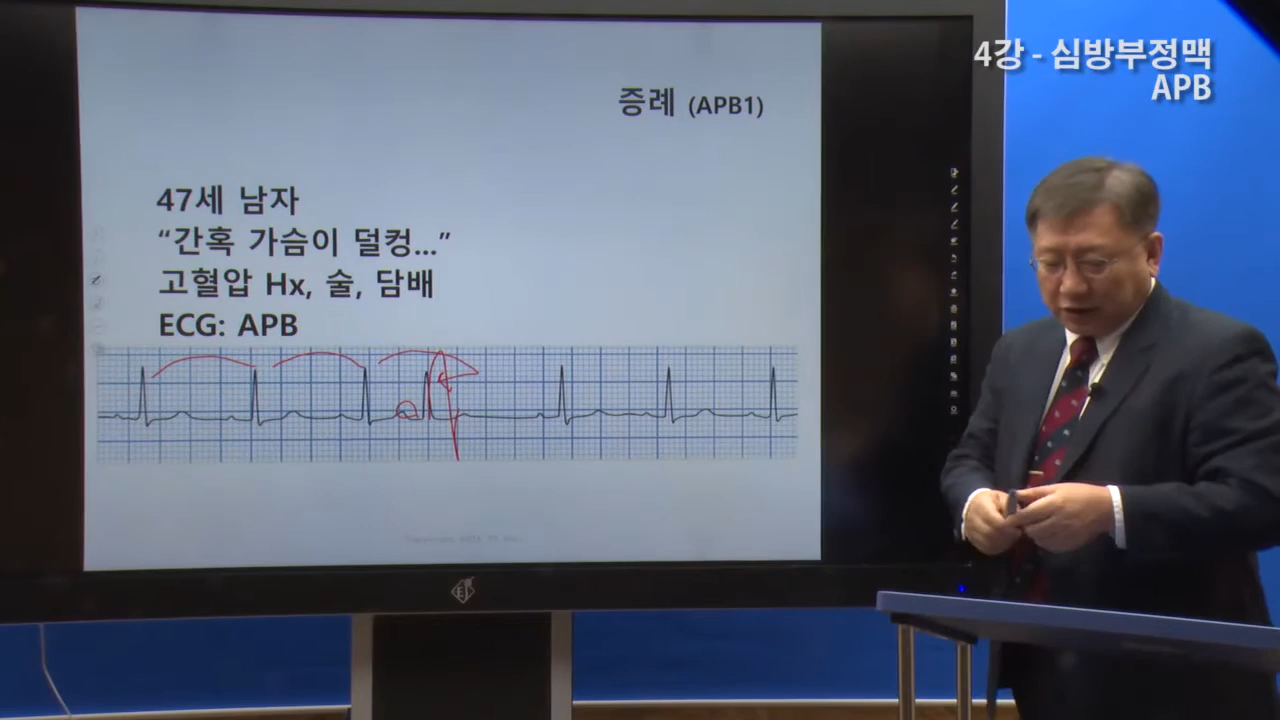 4강 - 심방부정맥
APB
증례 (APB1)
47세 남자
“간혹 가슴이 덜컹...”
고혈압 Hx, 술, 담배
ECG: APB